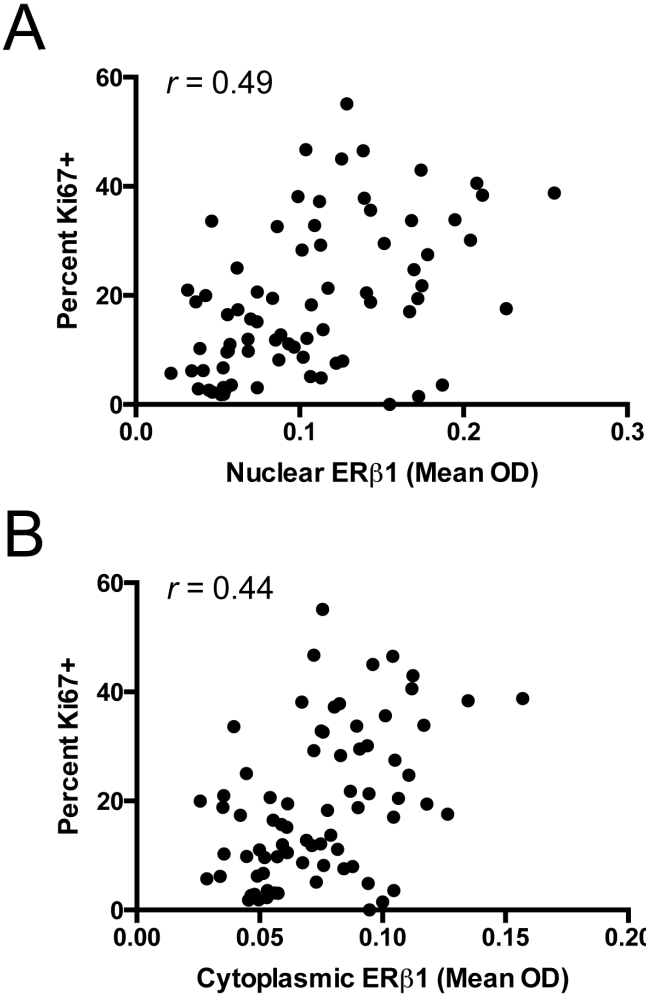 A
r = 0.49
60
40
20
0
Percent Ki67+
0.0 0.1 0.2 0.3
Nuclear ERβ1 (Mean OD)
B
r = 0.44
60
40
20
0
Percent Ki67+
0.00 0.05 0.10 0.15 0.20
Cytoplasmic ERβ1 (Mean OD)